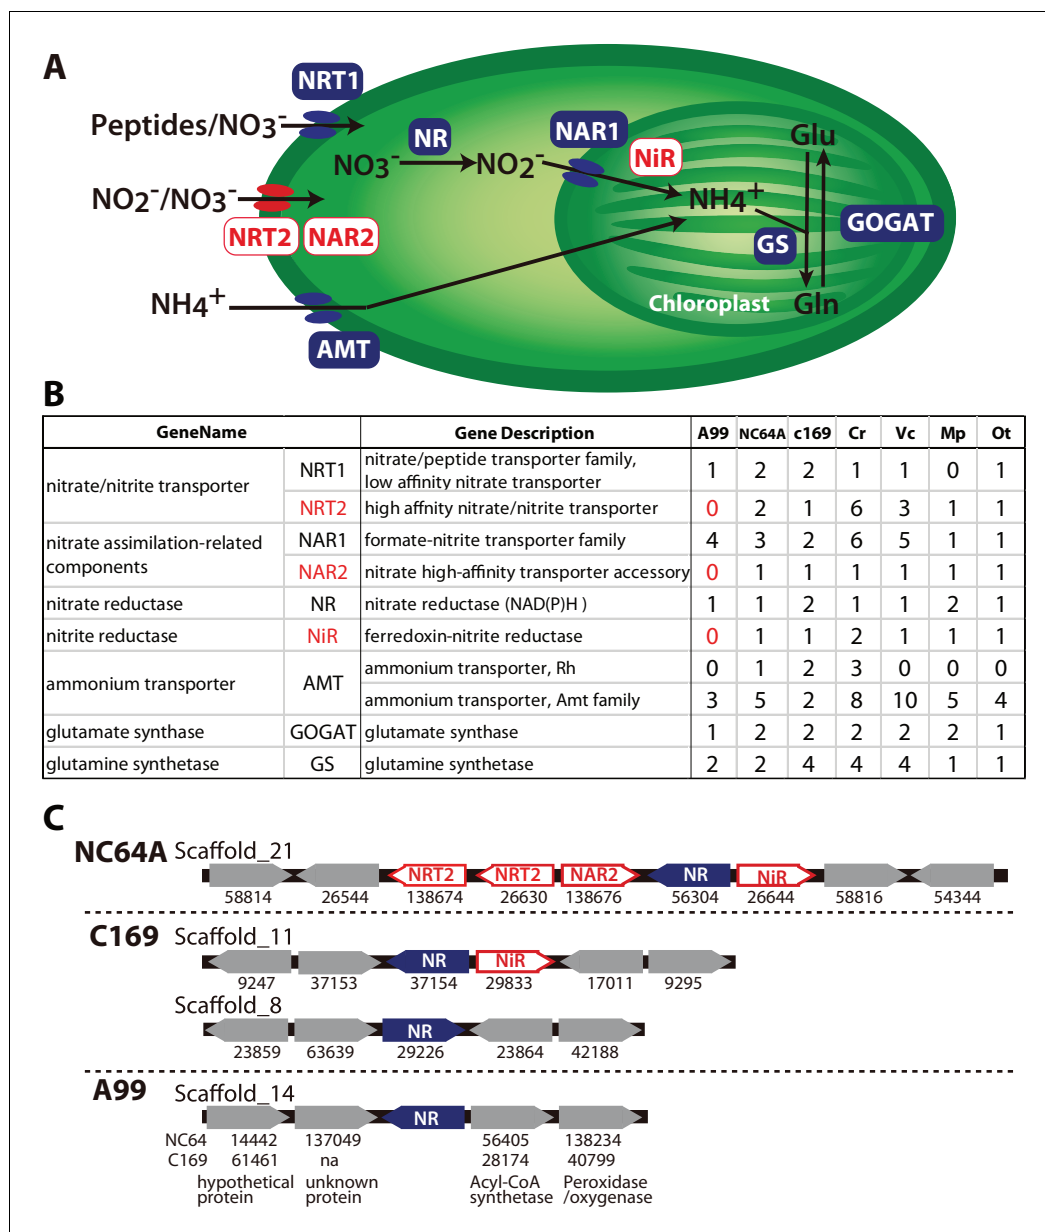 A
NRT1
Peptides/NO3-
NR
NAR1
NiR
Glu
NO3-
NO2-
NO2-/NO3-
NH4+
NRT2
NAR2
GS
GOGAT
NH4+
Chloroplast
Gln
AMT
B
GeneName Gene Description A99 NC64A c169 Cr Vc Mp Ot
nitrate/nitrite transporter NRT1 nitrate/peptide transporter family,
low affinity nitrate transporter 1 2 2 1 1 0 1
NRT2 high affnity nitrate/nitrite transporter 0 2 1 6 3 1 1
nitrate assimilation-related
components NAR1 formate-nitrite transporter family 4 3 2 6 5 1 1
NAR2 nitrate high-affinity transporter accessory 0 1 1 1 1 1 1
nitrate reductase NR nitrate reductase (NAD(P)H ) 1 1 2 1 1 2 1
nitrite reductase NiR ferredoxin-nitrite reductase 0 1 1 2 1 1 1
ammonium transporter AMT ammonium transporter, Rh 0 1 2 3 0 0 0
ammonium transporter, Amt family 3 5 2 8 10 5 4
glutamate synthase GOGAT glutamate synthase 1 2 2 2 2 2 1
glutamine synthetase GS glutamine synthetase 2 2 4 4 4 1 1
C
NC64A Scaffold_21
NRT2 NRT2 NAR2 NR NiR
58814 26544 138674 26630 138676 56304 26644 58816 54344
C169 Scaffold_11
NR NiR
9247 37153 37154 29833 17011 9295
Scaffold_8
NR
23859 63639 29226 23864 42188
A99 Scaffold_14
NR
NC64 14442 137049 56405 138234
C169 61461 na 28174 40799
hypothetical unknown Acyl-CoA Peroxidase
protein protein synthetase /oxygenase